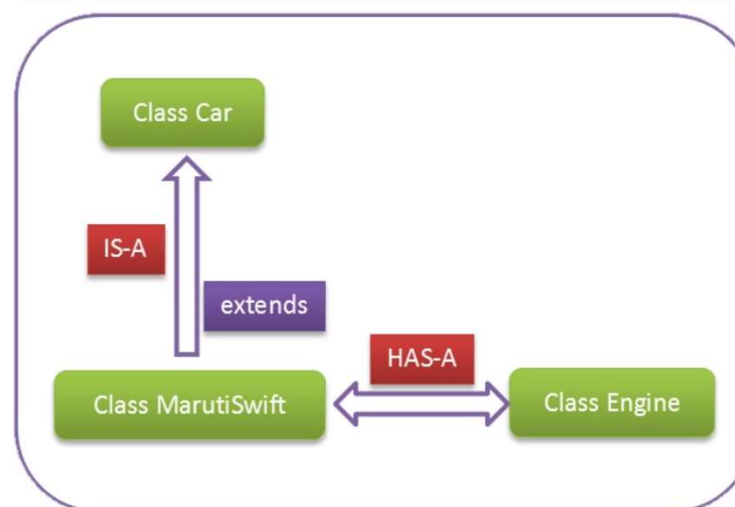 Class Car
IS-A
extends
HAS-A
Class MarutiSwift
Class Engine